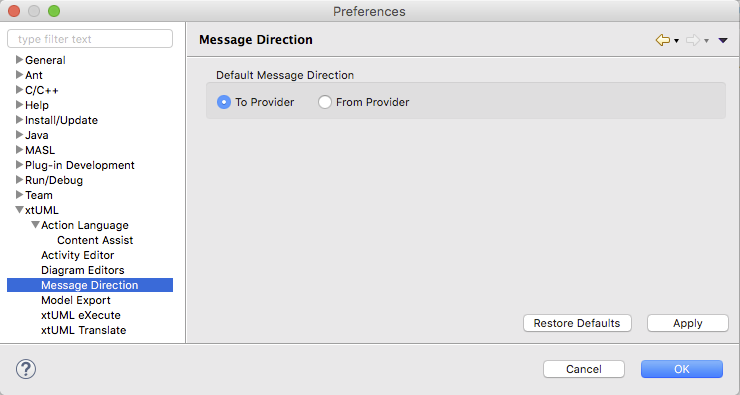 Preferences
type filter text
General
Ant
C/C++
Help
Install/Update
Java
MASL
Plug-in Development
Run/Debug
Team
xtUML
Action Language
Content Assist
Activity Editor
Diagram Editors
Message Direction
Model Export
xtUML eXecute
xtUML Translate
Message Direction
Default Message Direction
To Provider From Provider
Restore Defaults Apply
? Cancel OK